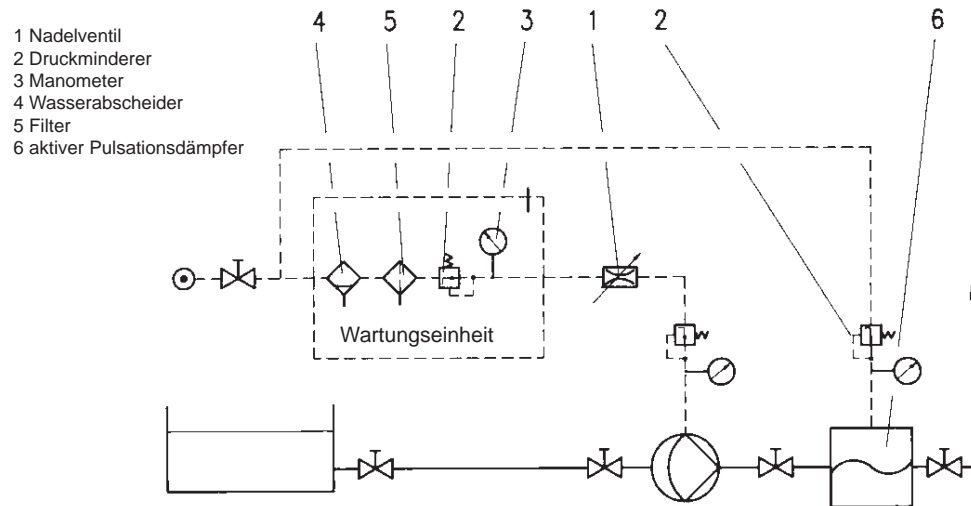 4 5 2 3 1 2 6
1 Nadelventil
2 Druckminderer
3 Manometer
4 Wasserabscheider
5 Filter
6 aktiver Pulsationsdämpfer
Wartungseinheit